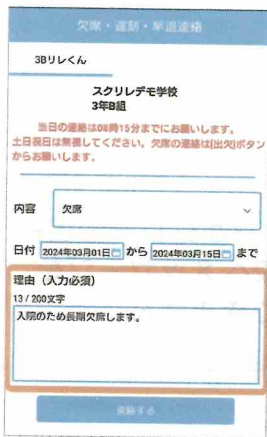 欠席・遅刻・早退連絡
3Bリレくん
スクリレデモ学校
3年B組
当日の連絡は08時15分までにお願いします。
土日祝日は無視してください。欠席の連絡は[出欠]ボタン
からお願いします。
内容 欠席
日付 2024年03月01日 から 2024年03月15日 まで
理由（入力必須）
13 / 200文字
入院のため長期欠席します。
連絡する